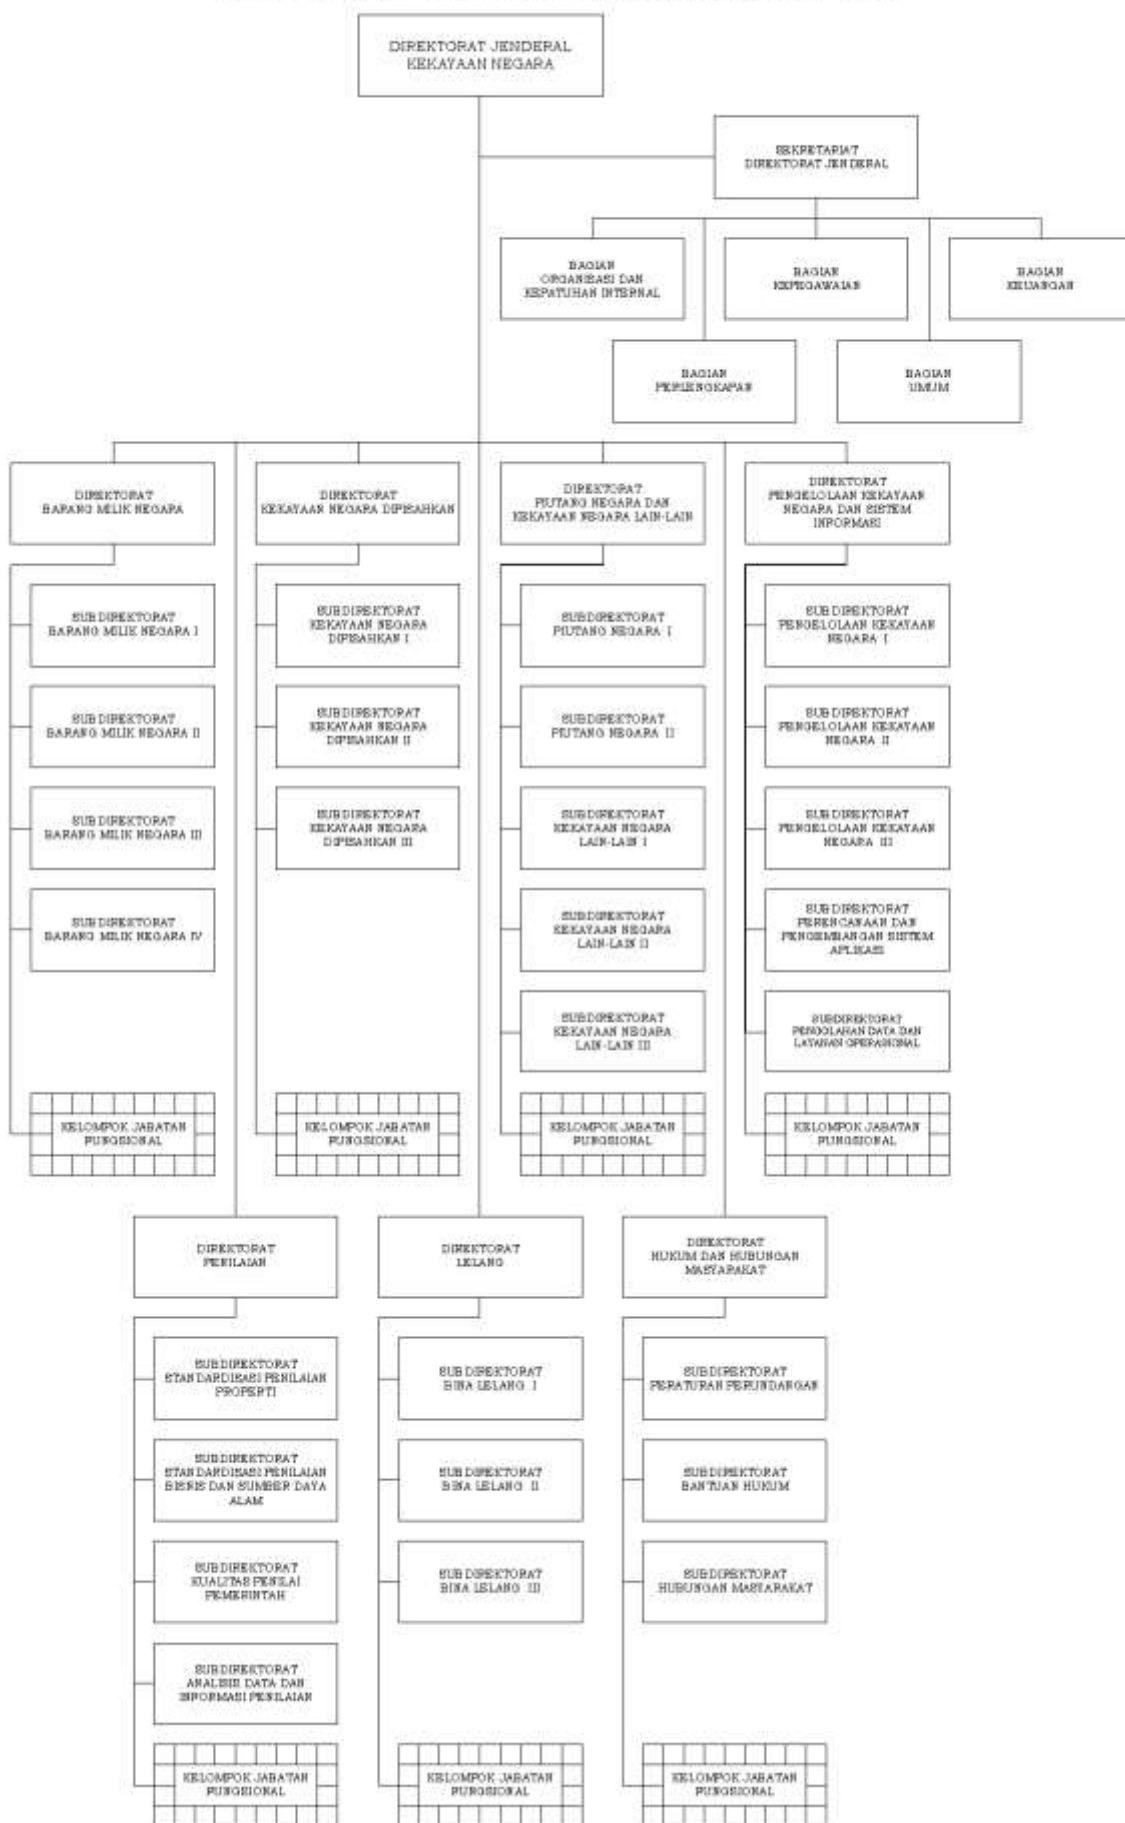 DIREKTORAT JENDERAL
KEKAYAAN NEGARA
SEKRETARIAT
DIREKTORAT JENDERAL
BAGIAN
ORGANISASI DAN
KEPATUHAN INTERNAL
BAGIAN
KEPEGAWAIAN
BAGIAN
KEUANGAN
BAGIAN
PERLENGKAPAN
BAGIAN
UMUM
DIREKTORAT
BARANG MILIK NEGARA
DIREKTORAT
KEKAYAAN NEGARA DIPISAHKAN
DIREKTORAT
PIUTANG NEGARA DAN
KEKAYAAN NEGARA LAIN-LAIN
DIREKTORAT
PENGELOLAAN KEKAYAAN
NEGARA DAN SISTEM
INFORMASI
SUBDIREKTORAT
BARANG MILIK NEGARA I
SUBDIREKTORAT
KEKAYAAN NEGARA
DIPISAHKAN I
SUBDIREKTORAT
PIUTANG NEGARA I
SUBDIREKTORAT
PENGELOLAAN KEKAYAAN
NEGARA I
SUBDIREKTORAT
BARANG MILIK NEGARA II
SUBDIREKTORAT
KEKAYAAN NEGARA
DIPISAHKAN II
SUBDIREKTORAT
PIUTANG NEGARA II
SUBDIREKTORAT
PENGELOLAAN KEKAYAAN
NEGARA II
SUBDIREKTORAT
BARANG MILIK NEGARA III
SUBDIREKTORAT
KEKAYAAN NEGARA
DIPISAHKAN III
SUBDIREKTORAT
KEKAYAAN NEGARA
LAIN-LAIN I
SUBDIREKTORAT
PENGELOLAAN KEKAYAAN
NEGARA III
SUBDIREKTORAT
BARANG MILIK NEGARA IV
SUBDIREKTORAT
KEKAYAAN NEGARA
LAIN-LAIN II
SUBDIREKTORAT
PERENCANAAN DAN
PENGEMBANGAN SISTEM
APLIKASI
SUBDIREKTORAT
KEKAYAAN NEGARA
LAIN-LAIN III
SUBDIREKTORAT
PENGOLAHAN DATA DAN
LAYANAN OPERASIONAL
KELOMPOK JABATAN
FUNGSIONAL
KELOMPOK JABATAN
FUNGSIONAL
KELOMPOK JABATAN
FUNGSIONAL
KELOMPOK JABATAN
FUNGSIONAL
DIREKTORAT
PENILAIAN
DIREKTORAT
LELANG
DIREKTORAT
HUKUM DAN HUBUNGAN
MASYARAKAT
SUBDIREKTORAT
STANDARDISASI PENILAIAN
PROPERTI
SUBDIREKTORAT
BINA LELANG I
SUBDIREKTORAT
PERATURAN PERUNDANGAN
SUBDIREKTORAT
STANDARDISASI PENILAIAN
BISNIS DAN SUMBER DAYA
ALAM
SUBDIREKTORAT
BINA LELANG II
SUBDIREKTORAT
BANTUAN HUKUM
SUBDIREKTORAT
KUALITAS PENILAI
PEMERINTAH
SUBDIREKTORAT
BINA LELANG III
SUBDIREKTORAT
HUBUNGAN MASYARAKAT
SUBDIREKTORAT
ANALISIS DATA DAN
INFORMASI PENILAIAN
KELOMPOK JABATAN
FUNGSIONAL
KELOMPOK JABATAN
FUNGSIONAL
KELOMPOK JABATAN
FUNGSIONAL